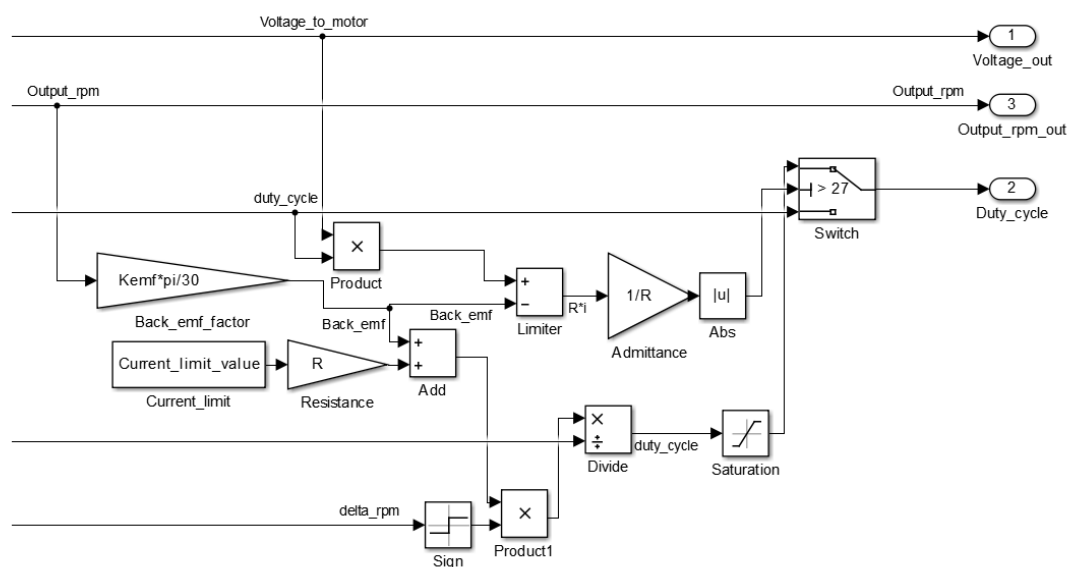 Voltage_to_motor
1
Voltage_out
Output_rpm
Output_rpm
3
Output_rpm_out
duty_cycle
> 27
2
Duty_cycle
Switch
×
Product
Kemf*pi/30
Back_emf_factor
+
−
Limiter
R*i
1/R
Admittance
|u|
Abs
Back_emf
Back_emf
Current_limit_value
Current_limit
R
Resistance
+
+
Add
×
÷
Divide
duty_cycle
Saturation
delta_rpm
Sign
×
Product1